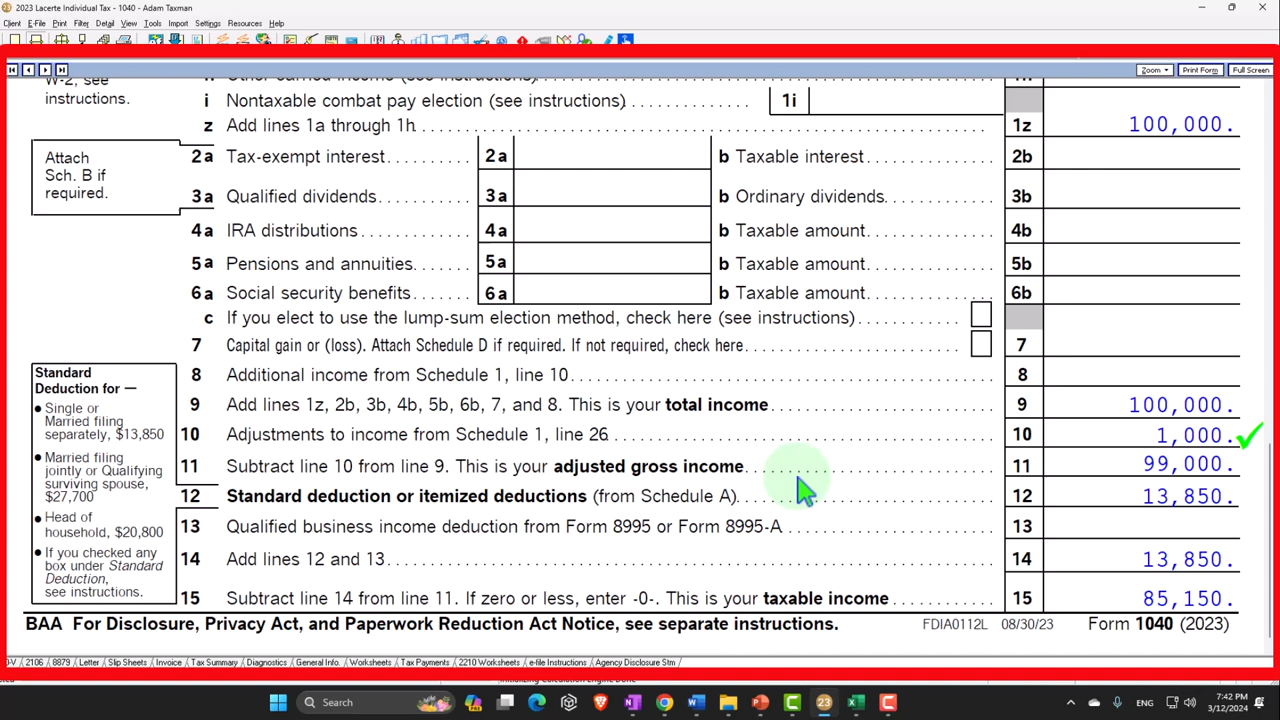 2023 Lacerte Individual Tax - 1040 - Adam Taxman
Client E-File Print Filter Detail View Tools Import Settings Resources Help
Zoom Print Form Full Screen
W-2, see
instructions.
i Nontaxable combat pay election (see instructions) 1i
z Add lines 1a through 1h 1z 100,000.
Attach
Sch. B if
required.
2a Tax-exempt interest 2a b Taxable interest 2b
3a Qualified dividends 3a b Ordinary dividends 3b
4a IRA distributions 4a b Taxable amount 4b
5a Pensions and annuities 5a b Taxable amount 5b
6a Social security benefits 6a b Taxable amount 6b
c If you elect to use the lump-sum election method, check here (see instructions)
7 Capital gain or (loss). Attach Schedule D if required. If not required, check here 7
8 Additional income from Schedule 1, line 10 8
9 Add lines 1z, 2b, 3b, 4b, 5b, 6b, 7, and 8. This is your total income 9 100,000.
10 Adjustments to income from Schedule 1, line 26 10 1,000.
11 Subtract line 10 from line 9. This is your adjusted gross income 11 99,000.
12 Standard deduction or itemized deductions (from Schedule A) 12 13,850.
13 Qualified business income deduction from Form 8995 or Form 8995-A 13
14 Add lines 12 and 13 14 13,850.
15 Subtract line 14 from line 11. If zero or less, enter -0-. This is your taxable income 15 85,150.
Standard
Deduction for —
• Single or
Married filing
separately, $13,850
• Married filing
jointly or Qualifying
surviving spouse,
$27,700
• Head of
household, $20,800
• If you checked any
box under Standard
Deduction,
see instructions.
BAA For Disclosure, Privacy Act, and Paperwork Reduction Act Notice, see separate instructions. FDIA0112L 08/30/23 Form 1040 (2023)
2106 8879 Letter Slip Sheets Invoice Tax Summary Diagnostics General Info. Worksheets Tax Payments 2210 Worksheets e-file Instructions Agency Disclosure Stm
Search
ENG
7:42 PM
3/12/2024